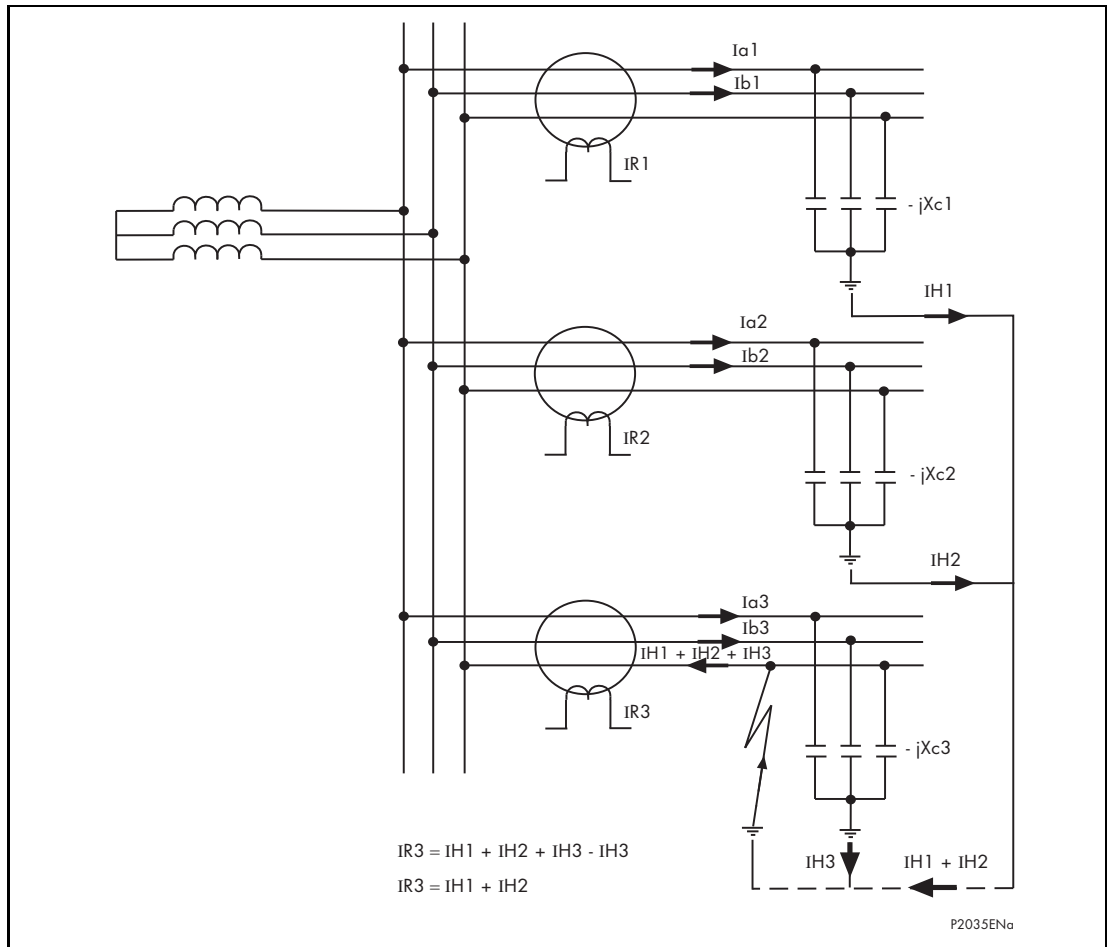 Ia1
Ib1
IR1
- jXc1
IH1
Ia2
Ib2
IR2
- jXc2
IH2
Ia3
Ib3
IH1 + IH2 + IH3
IR3
- jXc3
IR3 = IH1 + IH2 + IH3 - IH3
IH3
IH1 + IH2
IR3 = IH1 + IH2
P2035ENa